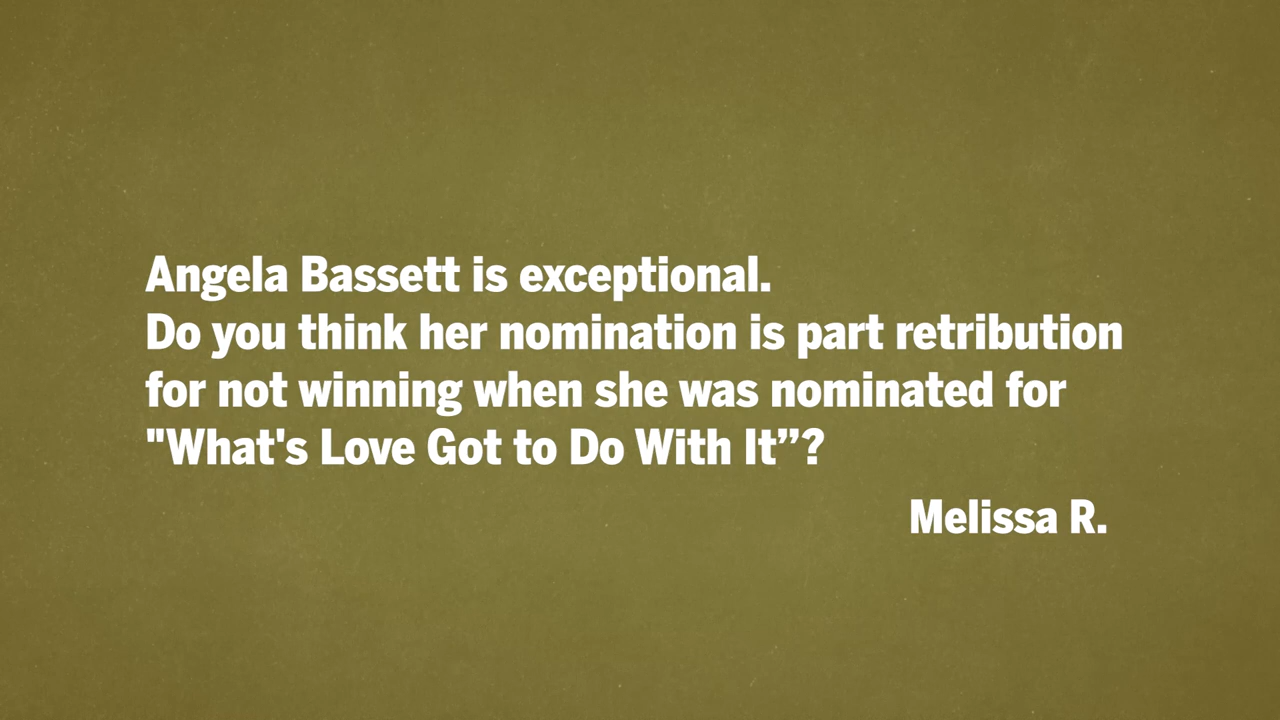 Angela Bassett is exceptional.
Do you think her nomination is part retribution
for not winning when she was nominated for
"What's Love Got to Do With It”?
Melissa R.